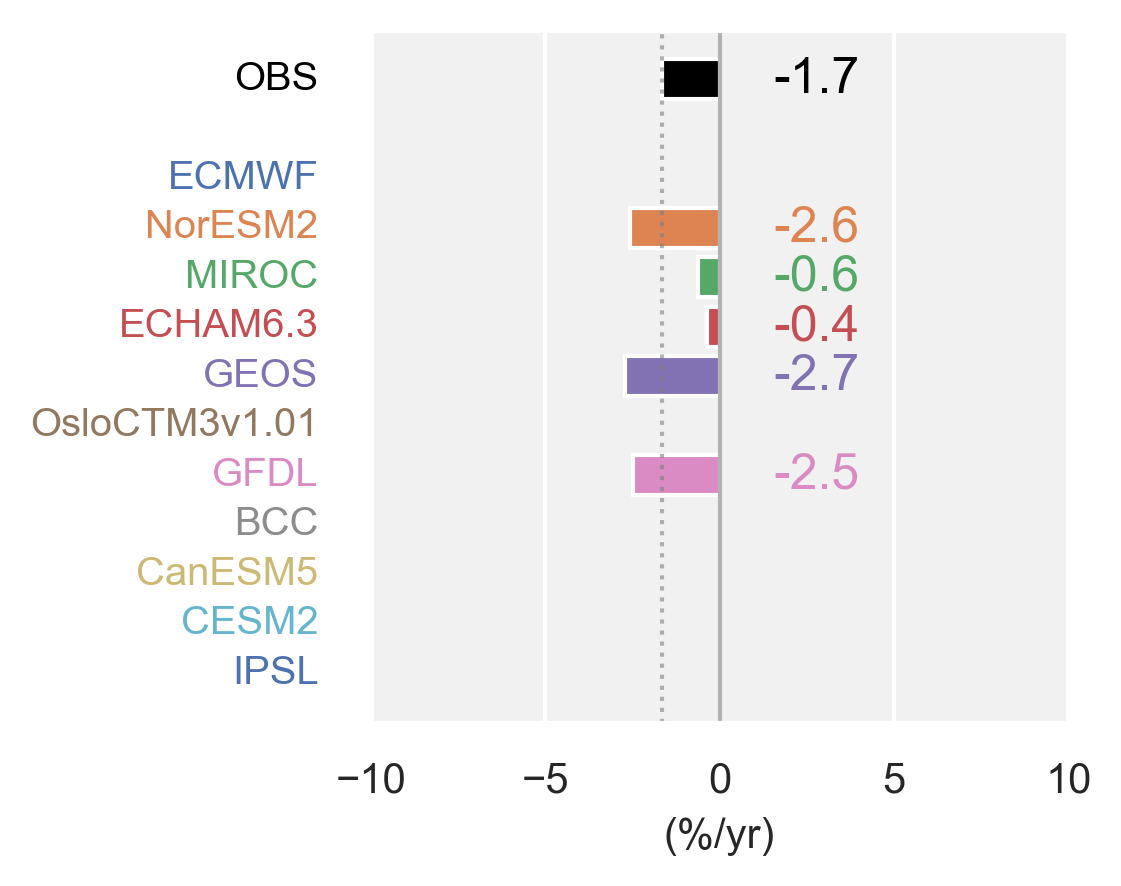 OBS -1.7
ECMWF
NorESM2 -2.6
MIROC -0.6
ECHAM6.3 -0.4
GEOS -2.7
OsloCTM3v1.01
GFDL -2.5
BCC
CanESM5
CESM2
IPSL
−10 −5 0 5 10
(%/yr)